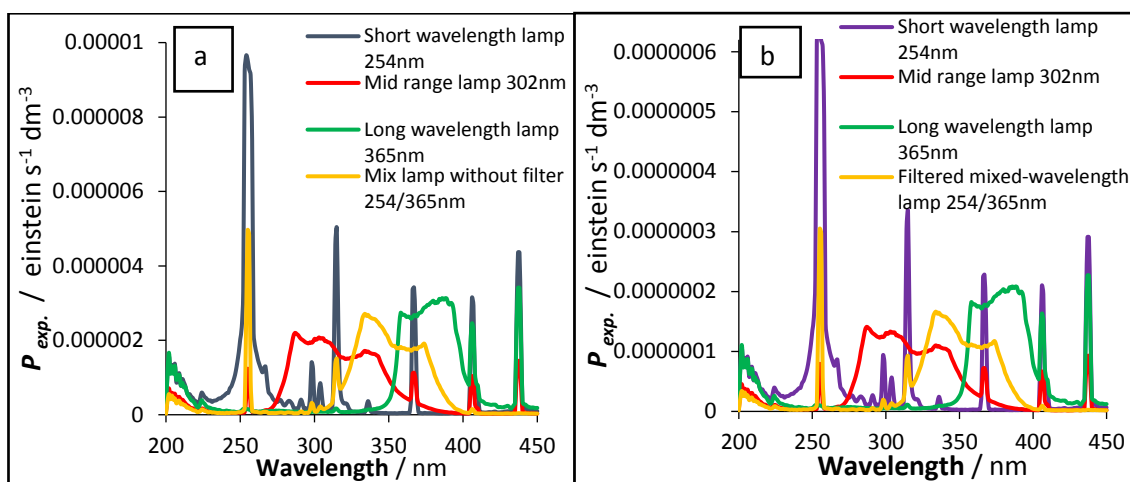 a
0.00001
0.000008
0.000006
0.000004
0.000002
0
P exp. / einstein s-1 dm-3
Short wavelength lamp
254nm
Mid range lamp 302nm
Long wavelength lamp
365nm
Mix lamp without filter
254/365nm
200 250 300 350 400 450
Wavelength / nm
b
0.0000006
0.0000005
0.0000004
0.0000003
0.0000002
0.0000001
0
P exp. / einstein s-1 dm-3
Short wavelength lamp
254nm
Mid range lamp 302nm
Long wavelength lamp
365nm
Filtered mixed-wavelength
lamp 254/365nm
200 250 300 350 400 450
Wavelength / nm